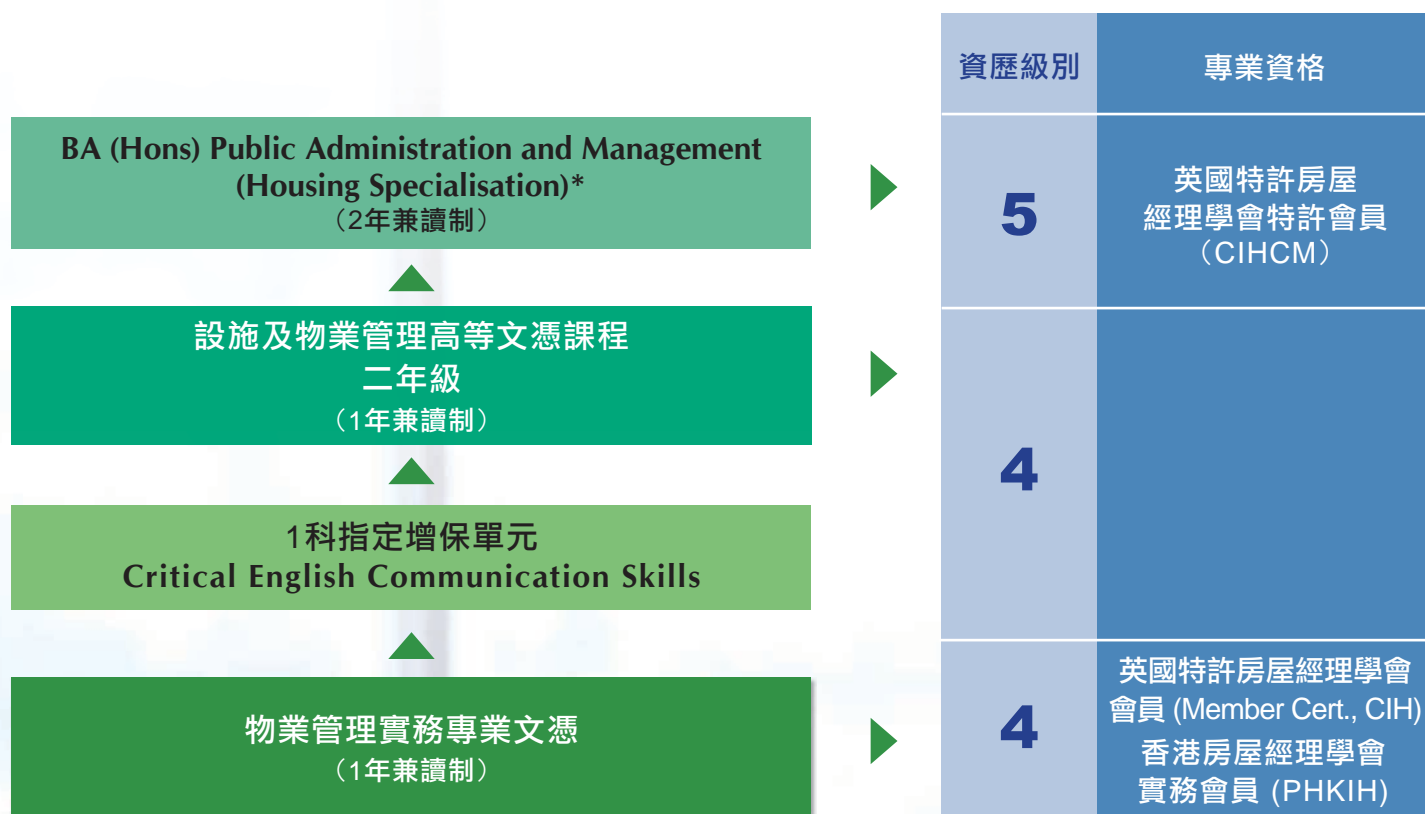 資歷級別
專業資格
BA (Hons) Public Administration and Management
(Housing Specialisation)*
（2年兼讀制）
5
英國特許房屋
經理學會特許會員
（CIHCM）
設施及物業管理高等文憑課程
二年級
（1年兼讀制）
4
1科指定增保單元
Critical English Communication Skills
物業管理實務專業文憑
（1年兼讀制）
4
英國特許房屋經理學會
會員 (Member Cert., CIH)
香港房屋經理學會
實務會員 (PHKIH)